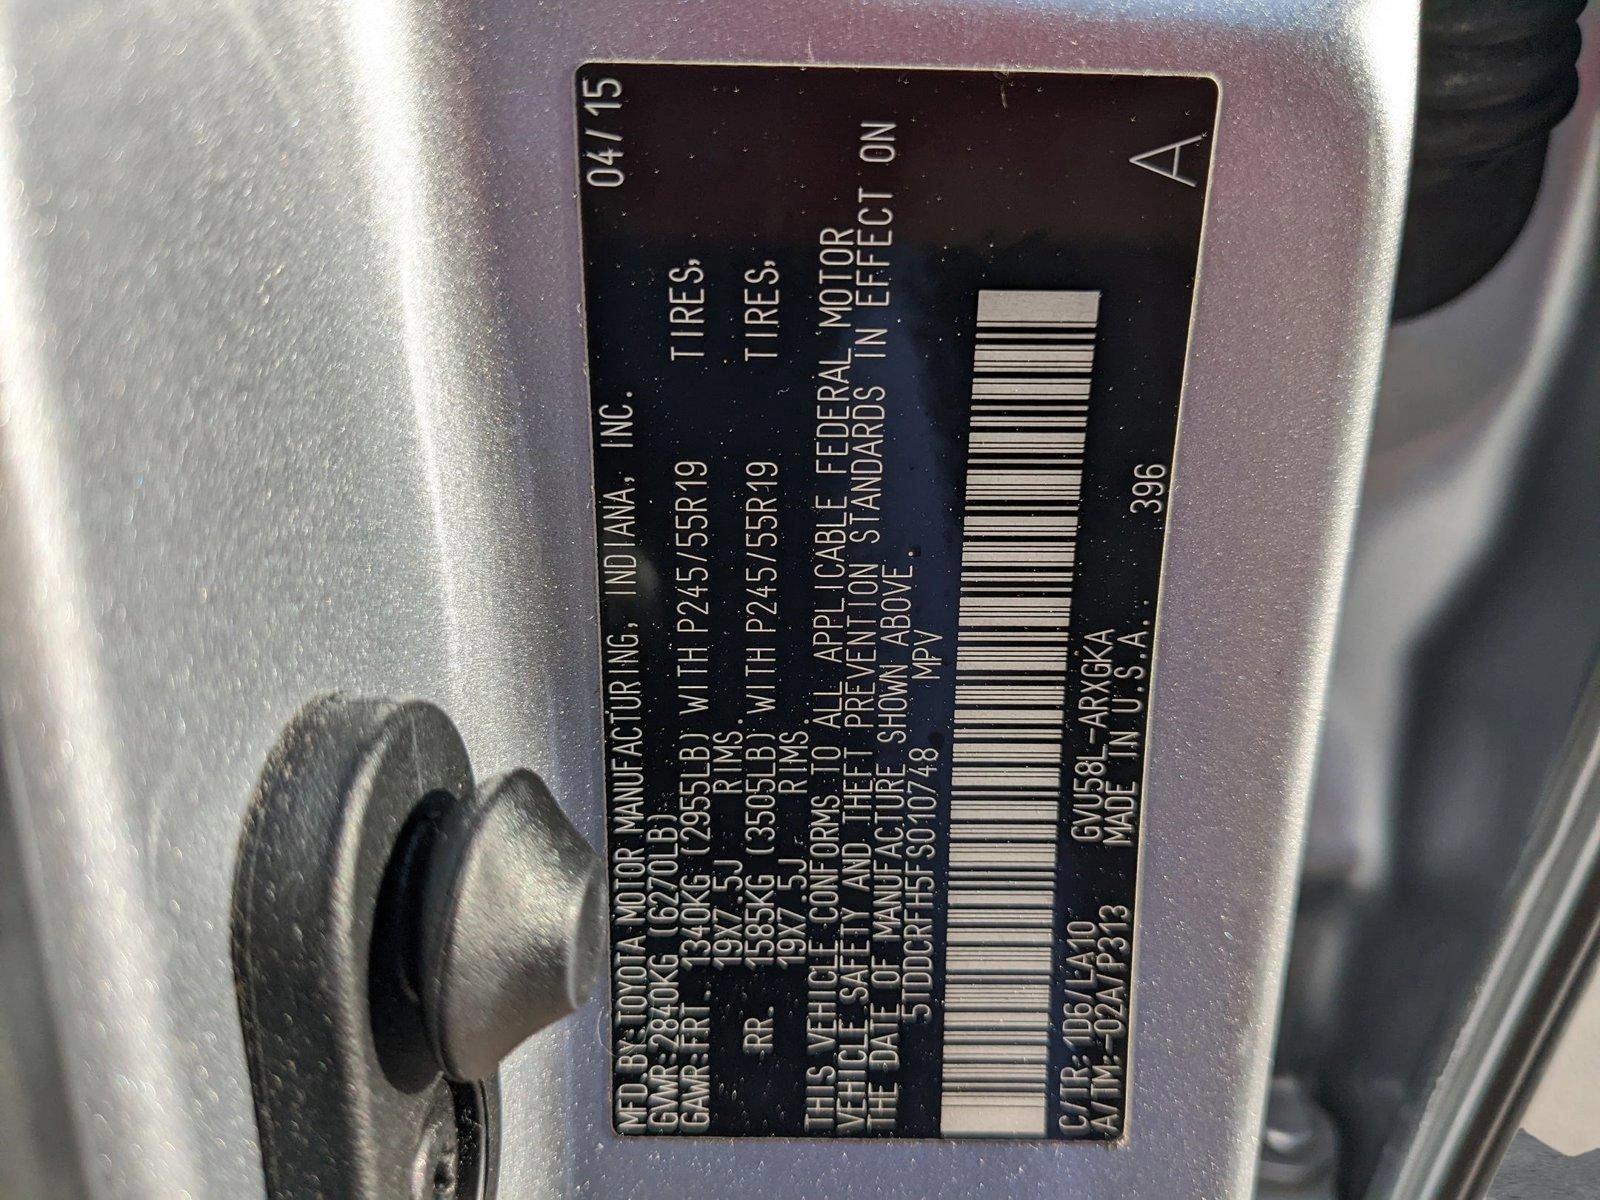 MFD.BY:TOYOTA MOTOR MANUFACTURING, INDIANA, INC. 04/15
GVWR:2840KG (6270LB)
GAWR:FRT. 1340KG (2955LB) WITH P245/55R19 TIRES,
19X7.5J RIMS.
RR. 1585KG (3505LB) WITH P245/55R19 TIRES,
19X7.5J RIMS.
THIS VEHICLE CONFORMS TO ALL APPLICABLE FEDERAL MOTOR
VEHICLE SAFETY AND THEFT PREVENTION STANDARDS IN EFFECT ON
THE DATE OF MANUFACTURE SHOWN ABOVE.
5TDDCRFH5FS010748 MPV
C/TR: 1D6/LA10 GVU58L-ARXGKA
A/TM:-02A/P313 MADE IN U.S.A. 396
A